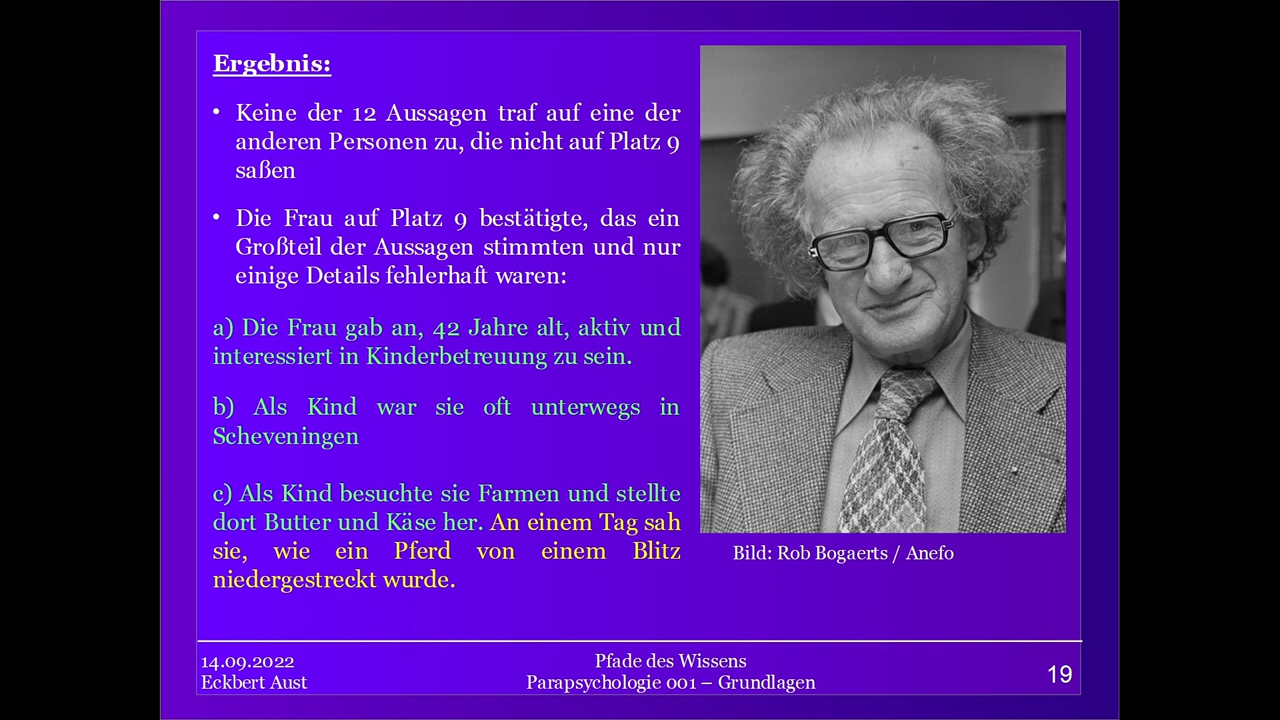 Ergebnis:
• Keine der 12 Aussagen traf auf eine der
anderen Personen zu, die nicht auf Platz 9
saßen
• Die Frau auf Platz 9 bestätigte, das ein
Großteil der Aussagen stimmten und nur
einige Details fehlerhaft waren:
a) Die Frau gab an, 42 Jahre alt, aktiv und
interessiert in Kinderbetreuung zu sein.
b) Als Kind war sie oft unterwegs in
Scheveningen
c) Als Kind besuchte sie Farmen und stellte
dort Butter und Käse her. An einem Tag sah
sie, wie ein Pferd von einem Blitz
niedergestreckt wurde.
Bild: Rob Bogaerts / Anefo
14.09.2022
Eckbert Aust
Pfade des Wissens
Parapsychologie 001 – Grundlagen
19